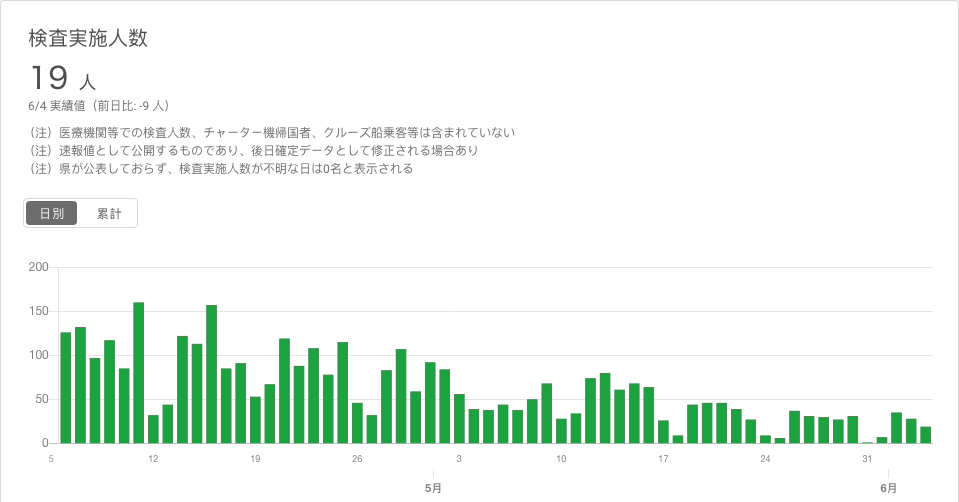 検査実施人数
19 人
6/4 実績値（前日比: -9 人）
（注）医療機関等での検査人数、チャーター機帰国者、クルーズ船乗客等は含まれていない
（注）速報値として公開するものであり、後日確定データとして修正される場合あり
（注）県が公表しておらず、検査実施人数が不明な日は0名と表示される
日別 累計
200
150
100
50
0
5 12 19 26 3 10 17 24 31
5月 6月